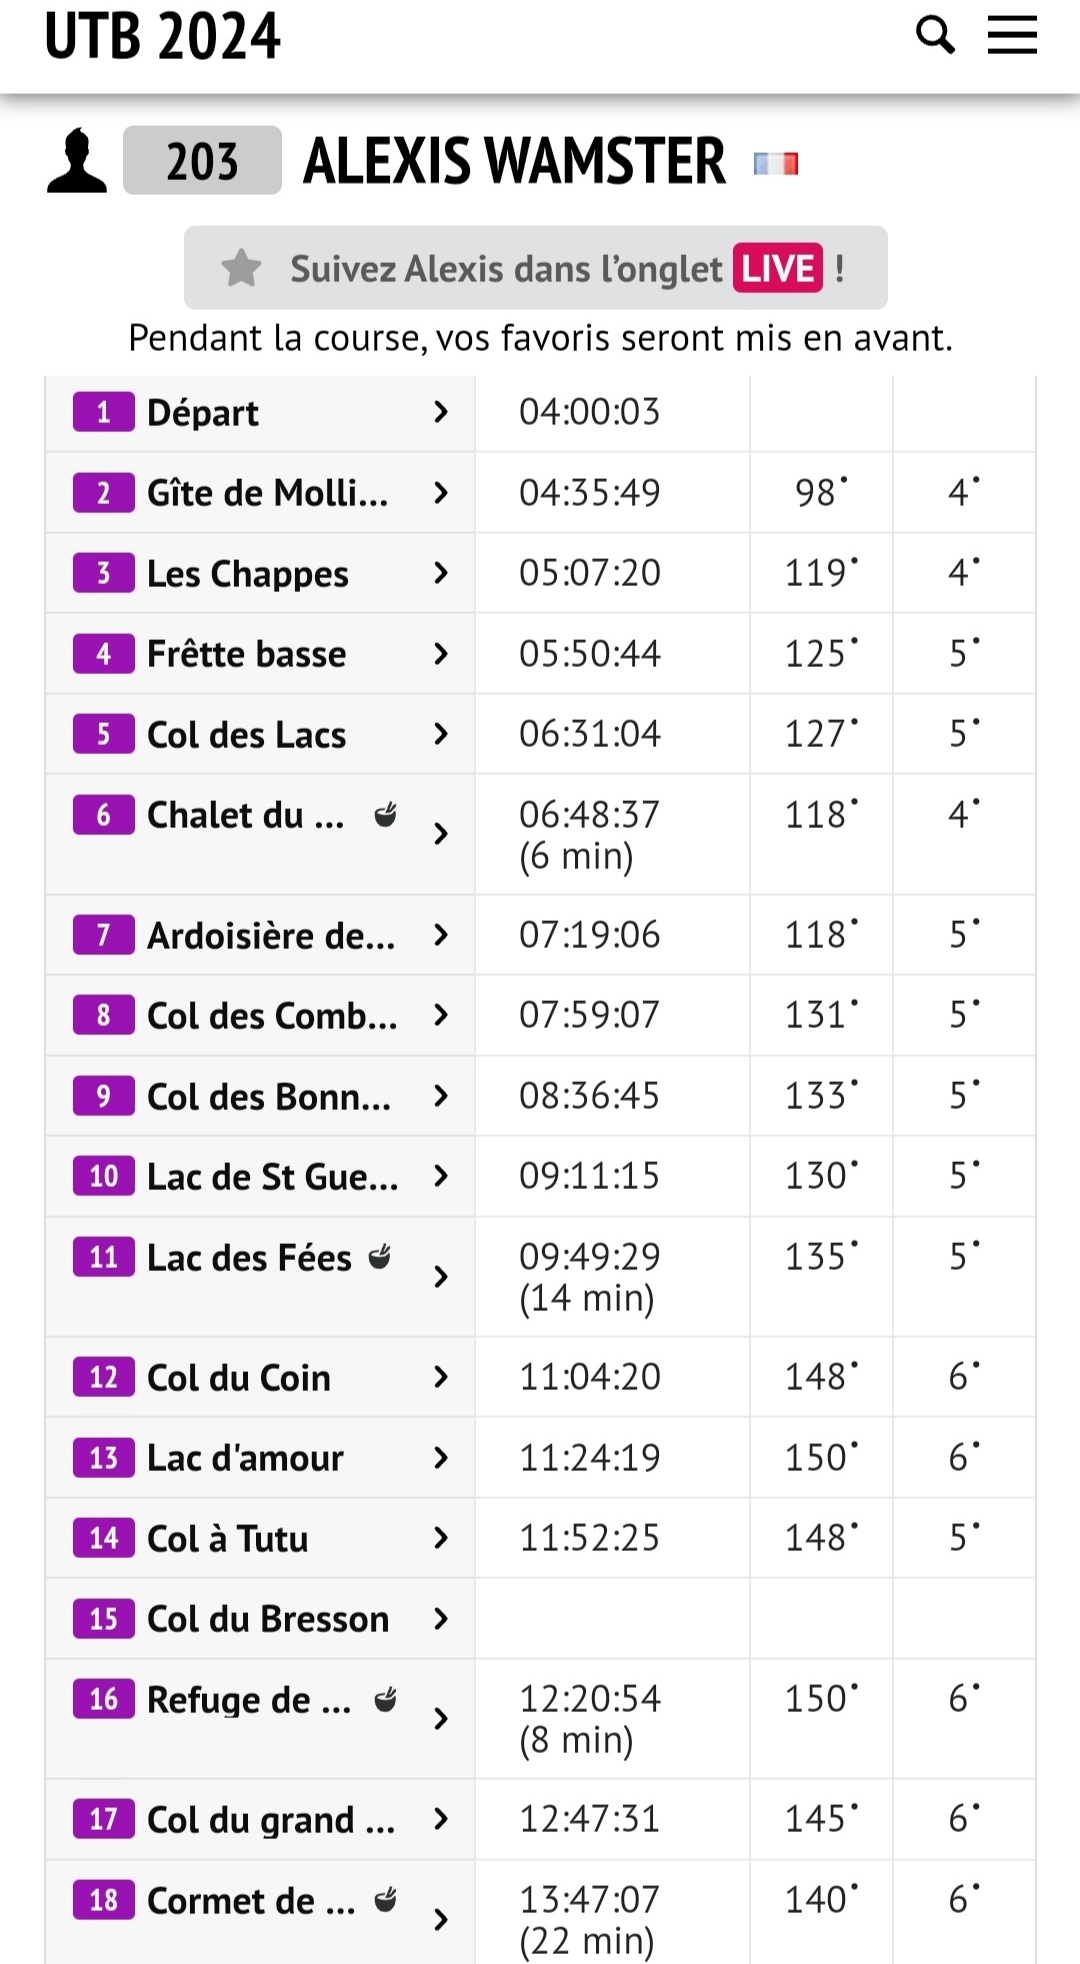 UTB 2024
203 ALEXIS WAMSTER
Suivez Alexis dans l’onglet LIVE !
Pendant la course, vos favoris seront mis en avant.
1 Départ 04:00:03
2 Gîte de Molli... 04:35:49 98• 4•
3 Les Chappes 05:07:20 119• 4•
4 Frêtte basse 05:50:44 125• 5•
5 Col des Lacs 06:31:04 127• 5•
6 Chalet du ... 06:48:37 118• 4•
(6 min)
7 Ardoisière de... 07:19:06 118• 5•
8 Col des Comb... 07:59:07 131• 5•
9 Col des Bonn... 08:36:45 133• 5•
10 Lac de St Gue... 09:11:15 130• 5•
11 Lac des Fées 09:49:29 135• 5•
(14 min)
12 Col du Coin 11:04:20 148• 6•
13 Lac d'amour 11:24:19 150• 6•
14 Col à Tutu 11:52:25 148• 5•
15 Col du Bresson
16 Refuge de ... 12:20:54 150• 6•
(8 min)
17 Col du grand ... 12:47:31 145• 6•
18 Cormet de ... 13:47:07 140• 6•
(22 min)